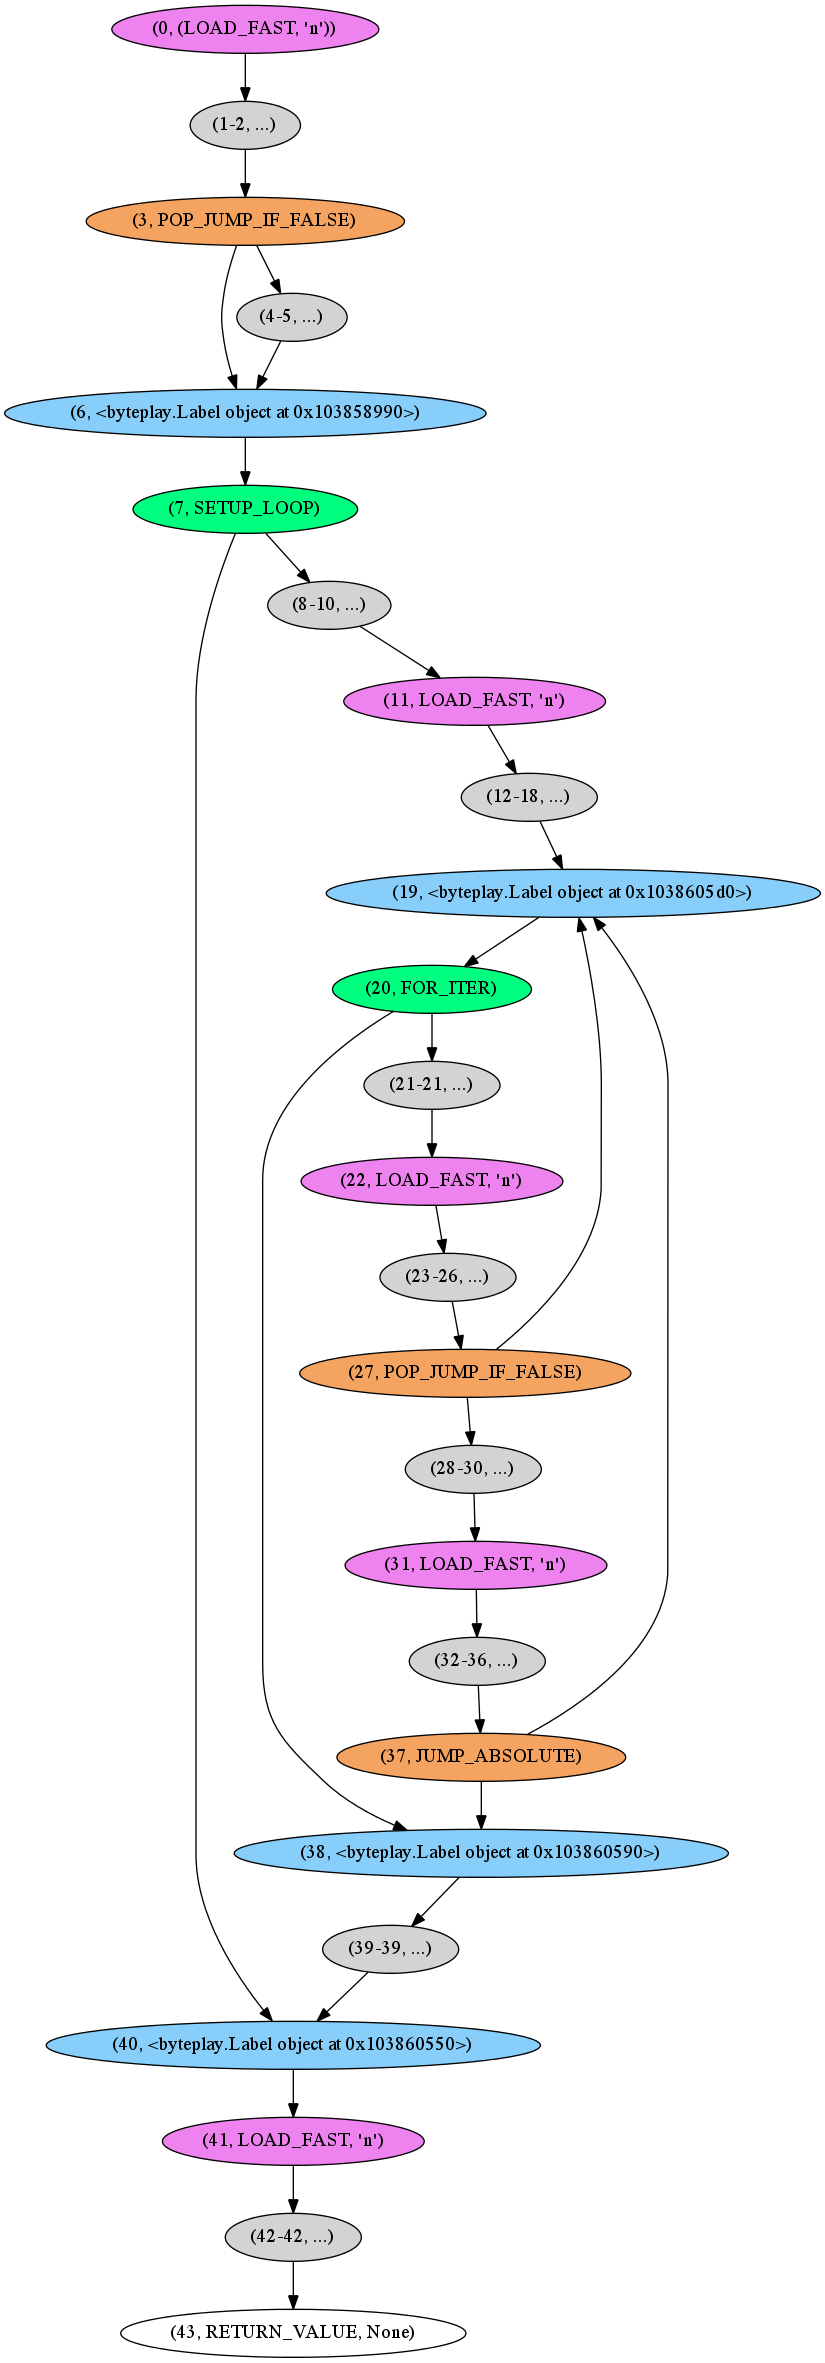 (0, (LOAD_FAST, 'n'))
(1-2, ...)
(3, POP_JUMP_IF_FALSE)
(4-5, ...)
(6, <byteplay.Label object at 0x103858990>)
(7, SETUP_LOOP)
(8-10, ...)
(11, LOAD_FAST, 'n')
(12-18, ...)
(19, <byteplay.Label object at 0x1038605d0>)
(20, FOR_ITER)
(21-21, ...)
(22, LOAD_FAST, 'n')
(23-26, ...)
(27, POP_JUMP_IF_FALSE)
(28-30, ...)
(31, LOAD_FAST, 'n')
(32-36, ...)
(37, JUMP_ABSOLUTE)
(38, <byteplay.Label object at 0x103860590>)
(39-39, ...)
(40, <byteplay.Label object at 0x103860550>)
(41, LOAD_FAST, 'n')
(42-42, ...)
(43, RETURN_VALUE, None)